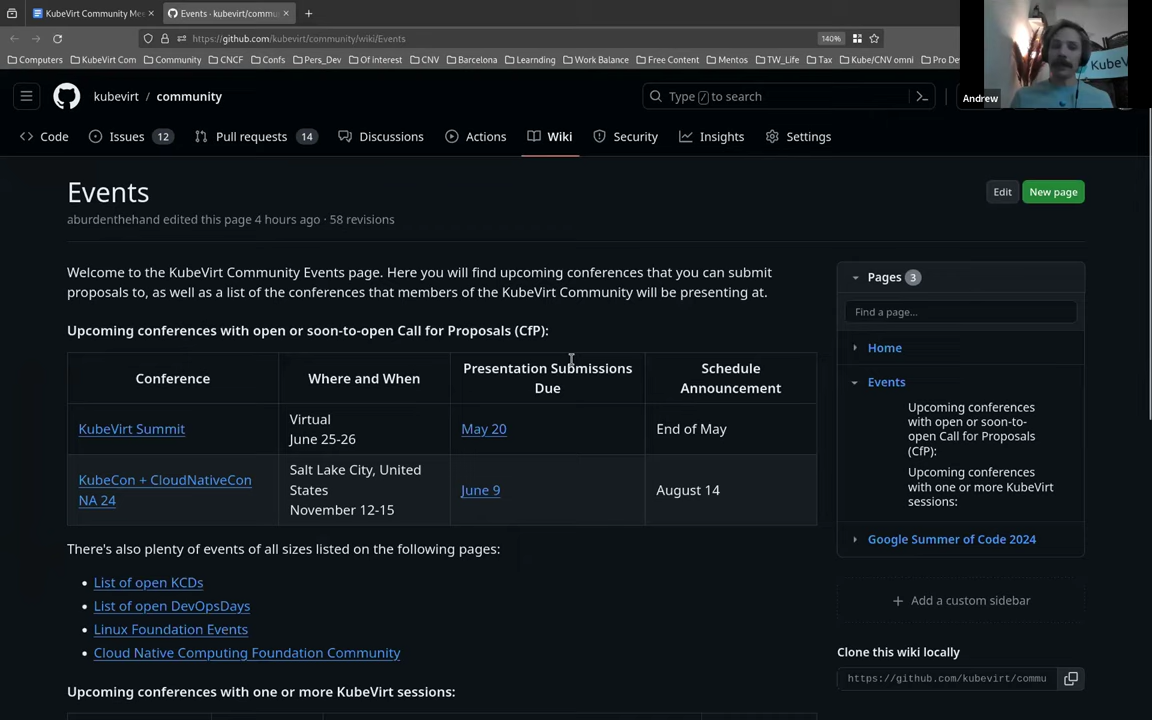 KubeVirt Community Mee
Events · kubevirt/commu
https://github.com/kubevirt/community/wiki/Events
140%
Computers
KubeVirt Com
Community
CNCF
Confs
Pers_Dev
Of interest
CNV
Barcelona
Learnding
Work Balance
Free Content
Mentos
TW_Life
Tax
Kube/CNV omni
Pro De
KubeV
Andrew
kubevirt / community
Type / to search
Code
Issues 12
Pull requests 14
Discussions
Actions
Wiki
Security
Insights
Settings
Events
aburdenthehand edited this page 4 hours ago · 58 revisions
Edit
New page
Welcome to the KubeVirt Community Events page. Here you will find upcoming conferences that you can submit
proposals to, as well as a list of the conferences that members of the KubeVirt Community will be presenting at.
Upcoming conferences with open or soon-to-open Call for Proposals (CfP):
Conference
Where and When
Presentation Submissions
Due
Schedule
Announcement
KubeVirt Summit
Virtual
June 25-26
May 20
End of May
KubeCon + CloudNativeCon
NA 24
Salt Lake City, United
States
November 12-15
June 9
August 14
There's also plenty of events of all sizes listed on the following pages:
• List of open KCDs
• List of open DevOpsDays
• Linux Foundation Events
• Cloud Native Computing Foundation Community
Upcoming conferences with one or more KubeVirt sessions:
Pages 3
Find a page...
Home
Events
Upcoming conferences
with open or soon-to-
open Call for Proposals
(CfP):
Upcoming conferences
with one or more KubeVirt
sessions:
Google Summer of Code 2024
+ Add a custom sidebar
Clone this wiki locally
https://github.com/kubevirt/commu